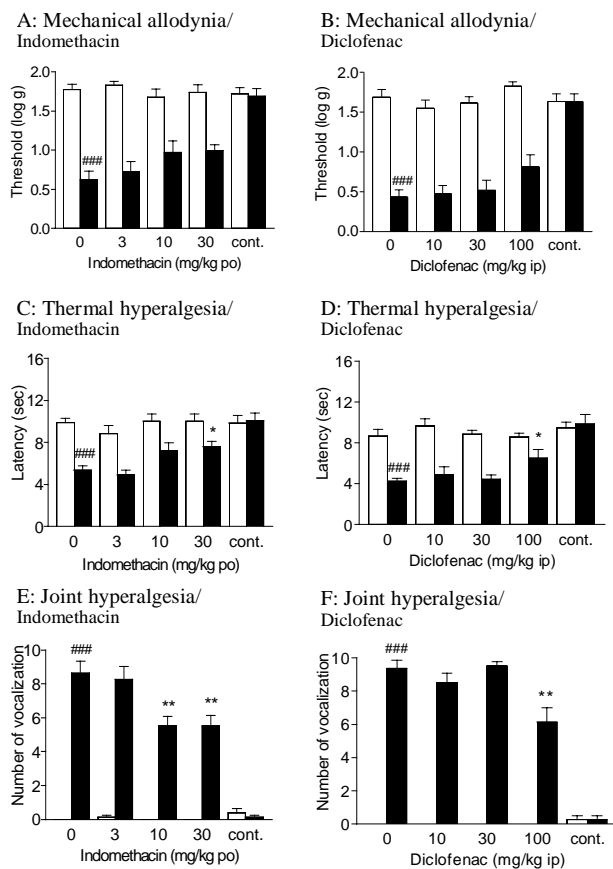 A: Mechanical allodynia/
Indomethacin
2.0
1.5
1.0
0.5
0.0
Threshold (log g)
###
0 3 10 30 cont.
Indomethacin (mg/kg po)
B: Mechanical allodynia/
Diclofenac
2.0
1.5
1.0
0.5
0.0
Threshold (log g)
###
0 10 30 100 cont.
Diclofenac (mg/kg ip)
C: Thermal hyperalgesia/
Indomethacin
16
12
8
4
0
Latency (sec)
###
*
0 3 10 30 cont.
Indomethacin (mg/kg po)
D: Thermal hyperalgesia/
Diclofenac
16
12
8
4
0
Latency (sec)
###
*
0 10 30 100 cont.
Diclofenac (mg/kg ip)
E: Joint hyperalgesia/
Indomethacin
10
8
6
4
2
0
Number of vocalization
###
** **
0 3 10 30 cont.
Indomethacin (mg/kg po)
F: Joint hyperalgesia/
Diclofenac
10
8
6
4
2
0
Number of vocalization
###
**
0 10 30 100 cont.
Diclofenac (mg/kg ip)